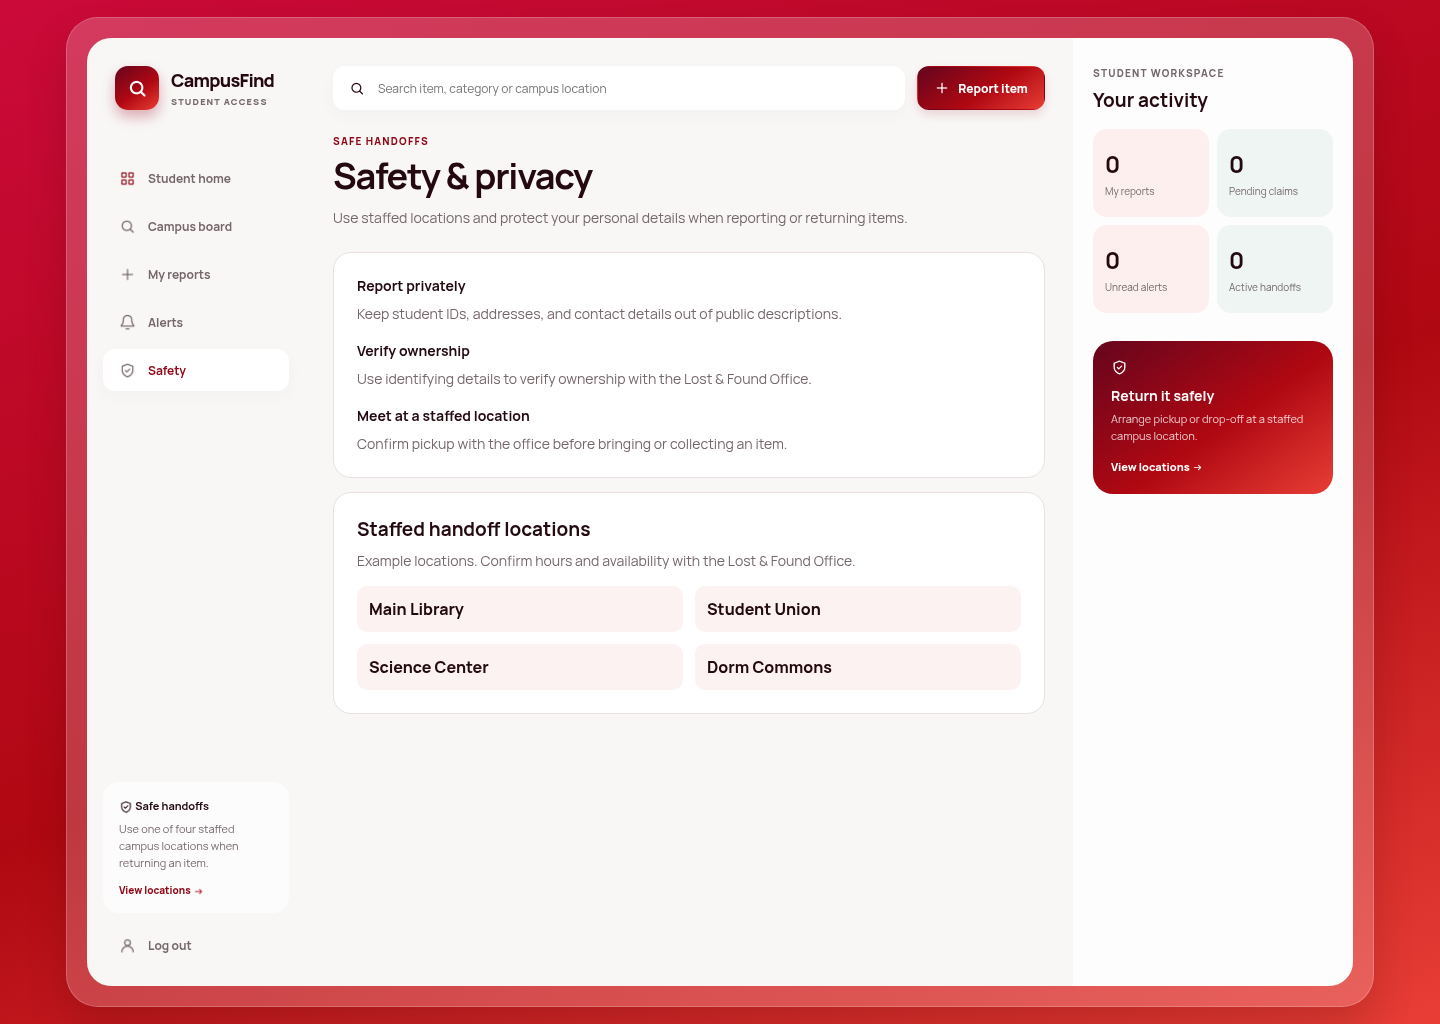 CampusFind
STUDENT ACCESS
Student home
Campus board
My reports
Alerts
Safety
Safe handoffs
Use one of four staffed
campus locations when
returning an item.
View locations →
Log out
Search item, category or campus location
Report item
SAFE HANDOFFS
Safety & privacy
Use staffed locations and protect your personal details when reporting or returning items.
Report privately
Keep student IDs, addresses, and contact details out of public descriptions.
Verify ownership
Use identifying details to verify ownership with the Lost & Found Office.
Meet at a staffed location
Confirm pickup with the office before bringing or collecting an item.
Staffed handoff locations
Example locations. Confirm hours and availability with the Lost & Found Office.
Main Library
Student Union
Science Center
Dorm Commons
STUDENT WORKSPACE
Your activity
0
My reports
0
Pending claims
0
Unread alerts
0
Active handoffs
Return it safely
Arrange pickup or drop-off at a staffed
campus location.
View locations →